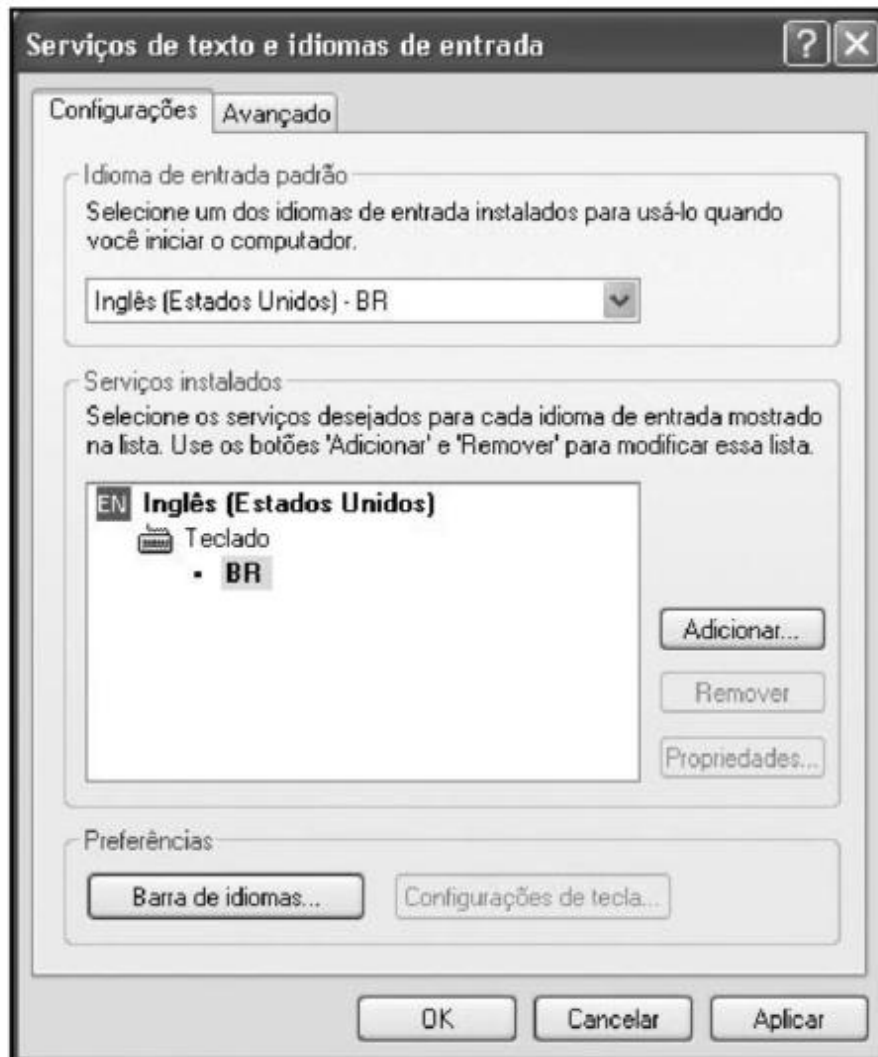 Serviços de texto e idiomas de entrada
Configurações
Avançado
Idioma de entrada padrão
Selecione um dos idiomas de entrada instalados para usá-lo quando
você iniciar o computador.
Inglês (Estados Unidos) - BR
Serviços instalados
Selecione os serviços desejados para cada idioma de entrada mostrado
na lista. Use os botões 'Adicionar' e 'Remover' para modificar essa lista.
EN Inglês (Estados Unidos)
Teclado
▪ BR
Adicionar...
Remover
Propriedades...
Preferências
Barra de idiomas...
Configurações de tecla...
OK
Cancelar
Aplicar